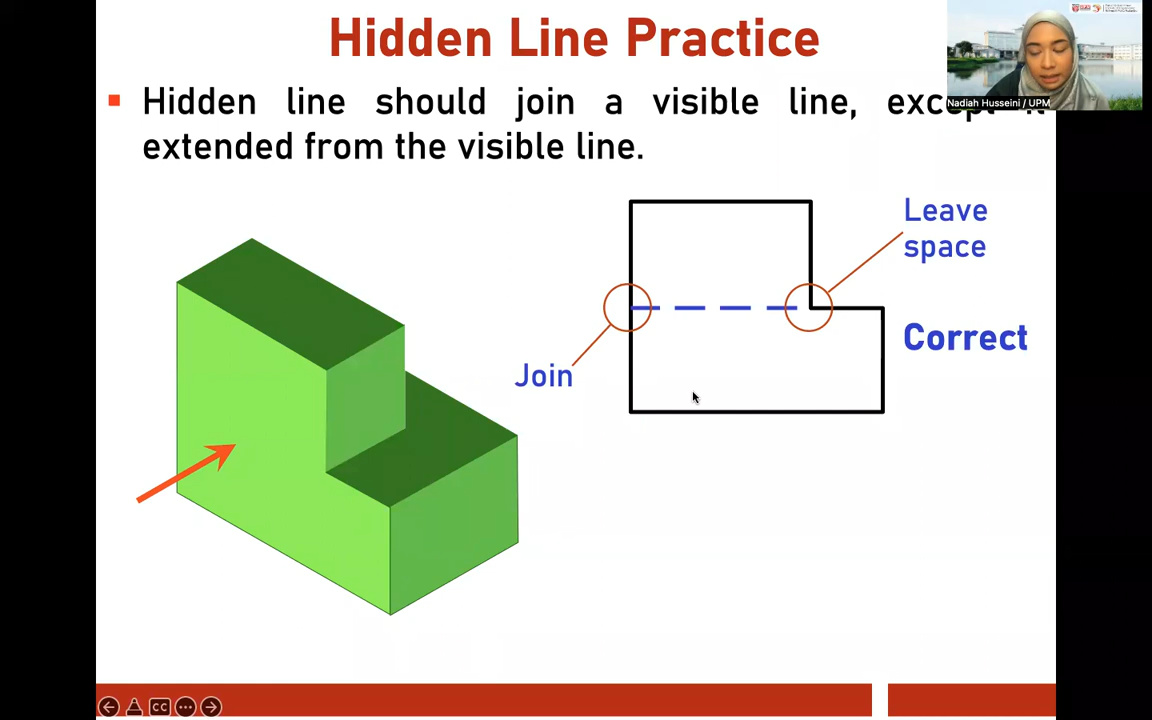 Hidden Line Practice
Nadiah Husseini / UPM
▪ Hidden line should join a visible line,
extended from the visible line.
Leave
space
Correct
Join
CC